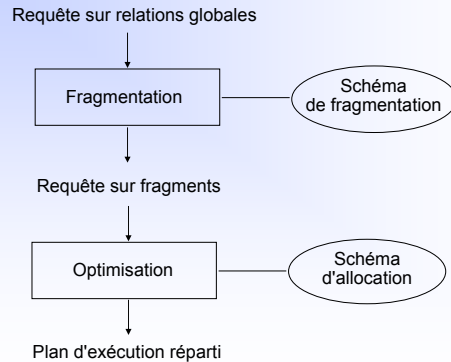 Requête sur relations globales
Fragmentation
Schéma
de fragmentation
Requête sur fragments
Optimisation
Schéma
d'allocation
Plan d'exécution réparti